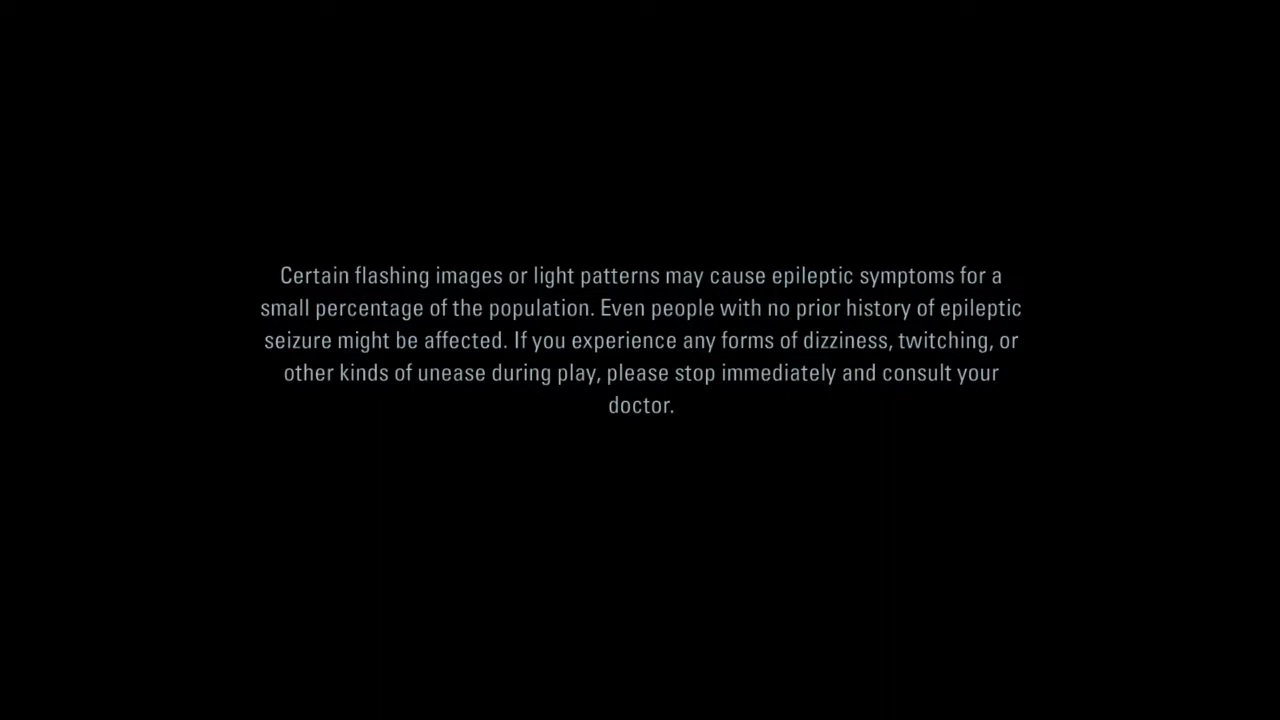 Certain flashing images or light patterns may cause epileptic symptoms for a
small percentage of the population. Even people with no prior history of epileptic
seizure might be affected. If you experience any forms of dizziness, twitching, or
other kinds of unease during play, please stop immediately and consult your
doctor.